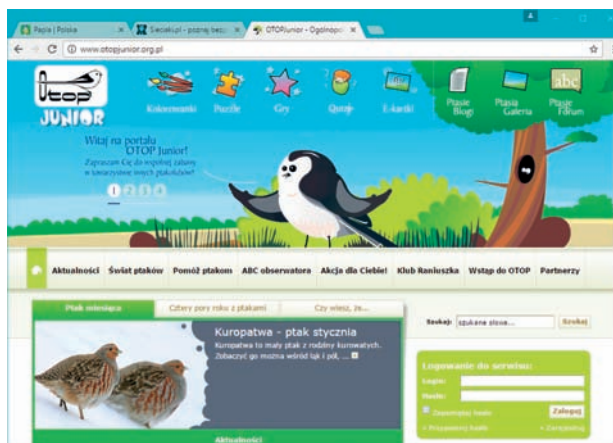 Papla | Polska
Sieciaki.pl - poznaj bezp
OTOPJunior - Ogólnopols
www.otopjunior.org.pl
otop
JUNIOR
Kolorowanki
Puzzle
Gry
Quizy
E-kartki
Ptasie
Blogi
Ptasia
Galeria
abc
Ptasie
Forum
Witaj na portalu
OTOP Junior!
Zapraszam Cię do wspólnej zabawy
w towarzystwie innych ptakolubów!
1 2 3 4
Aktualności Świat ptaków Pomóż ptakom ABC obserwatora Akcja dla Ciebie! Klub Raniuszka Wstąp do OTOP Partnerzy
Ptak miesiąca
Cztery pory roku z ptakami
Czy wiesz, że...
Szukaj: szukane słowo... Szukaj
Kuropatwa - ptak stycznia
Kuropatwa to mały ptak z rodziny kurowatych.
Zobaczyć go można wśród łąk i pól, ...
Aktualności
Logowanie do serwisu:
Login:
Hasło:
Zapamiętaj hasło
Zaloguj
» Przypomnij hasło
» Zarejestruj